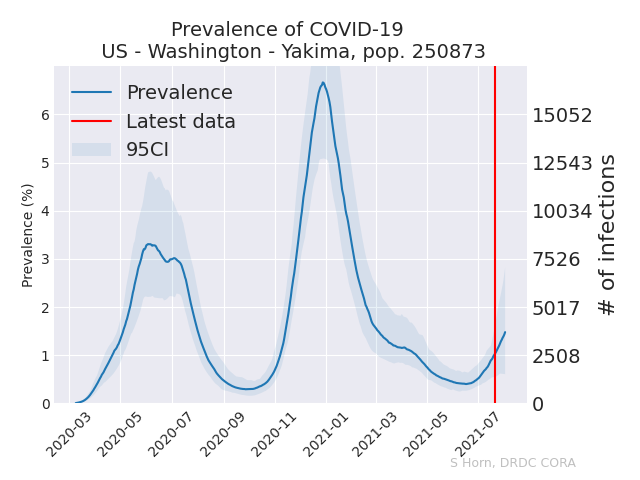 Prevalence of COVID-19
US - Washington - Yakima, pop. 250873
Prevalence
Latest data
95CI
Prevalence (%)
6
5
4
3
2
1
0
15052
12543
10034
7526
5017
2508
0
# of infections
2020-03
2020-05
2020-07
2020-09
2020-11
2021-01
2021-03
2021-05
2021-07
S Horn, DRDC CORA